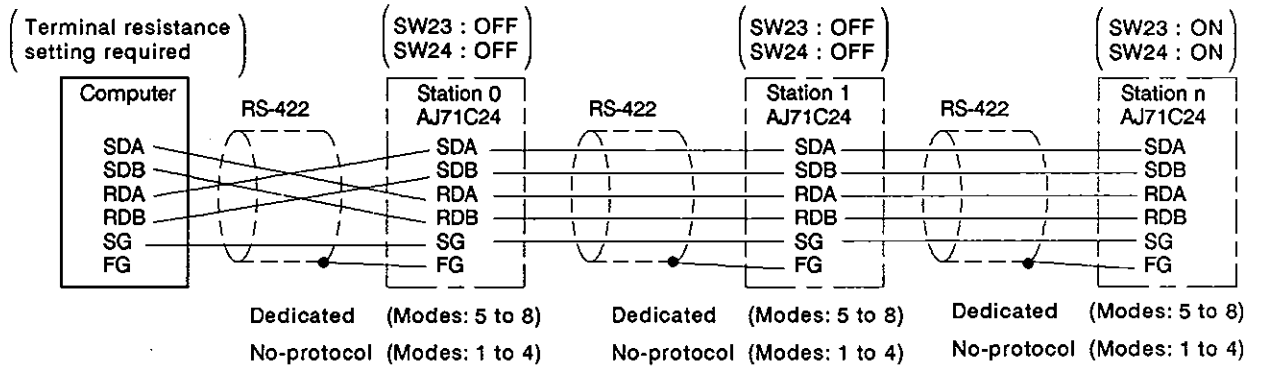 Terminal resistance
setting required
SW23 : OFF
SW24 : OFF
SW23 : OFF
SW24 : OFF
SW23 : ON
SW24 : ON
Computer
SDA
SDB
RDA
RDB
SG
FG
RS-422
Station 0
AJ71C24
SDA
SDB
RDA
RDB
SG
FG
RS-422
Station 1
AJ71C24
SDA
SDB
RDA
RDB
SG
FG
RS-422
Station n
AJ71C24
SDA
SDB
RDA
RDB
SG
FG
Dedicated (Modes: 5 to 8)
No-protocol (Modes: 1 to 4)
Dedicated (Modes: 5 to 8)
No-protocol (Modes: 1 to 4)
Dedicated (Modes: 5 to 8)
No-protocol (Modes: 1 to 4)